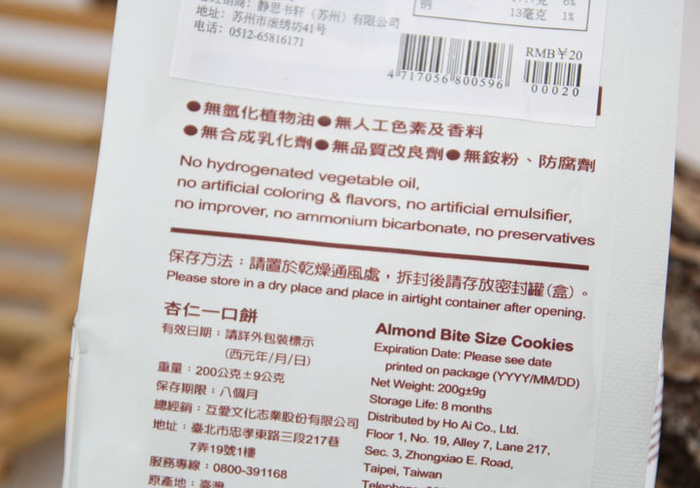 地址：苏州市滚绣坊41号
电话：0512-65816171
13毫克 1%
RMB￥20
4 717056 800596
00020
●無氫化植物油●無人工色素及香料
●無合成乳化劑●無品質改良劑●無銨粉、防腐劑
No hydrogenated vegetable oil,
no artificial coloring & flavors, no artificial emulsifier,
no improver, no ammonium bicarbonate, no preservatives
保存方法：請置於乾燥通風處，拆封後請存放密封罐(盒)。
Please store in a dry place and place in airtight container after opening.
杏仁一口餅
有效日期：請詳外包裝標示
(西元年/月/日)
重量：200公克±9公克
保存期限：八個月
總經銷：互愛文化志業股份有限公司
地址：臺北市忠孝東路三段217巷
7弄19號1樓
服務專線：0800-391168
原產地：臺灣
Almond Bite Size Cookies
Expiration Date: Please see date
printed on package (YYYY/MM/DD)
Net Weight: 200g±9g
Storage Life: 8 months
Distributed by Ho Ai Co., Ltd.
Floor 1, No. 19, Alley 7, Lane 217,
Sec. 3, Zhongxiao E. Road,
Taipei, Taiwan